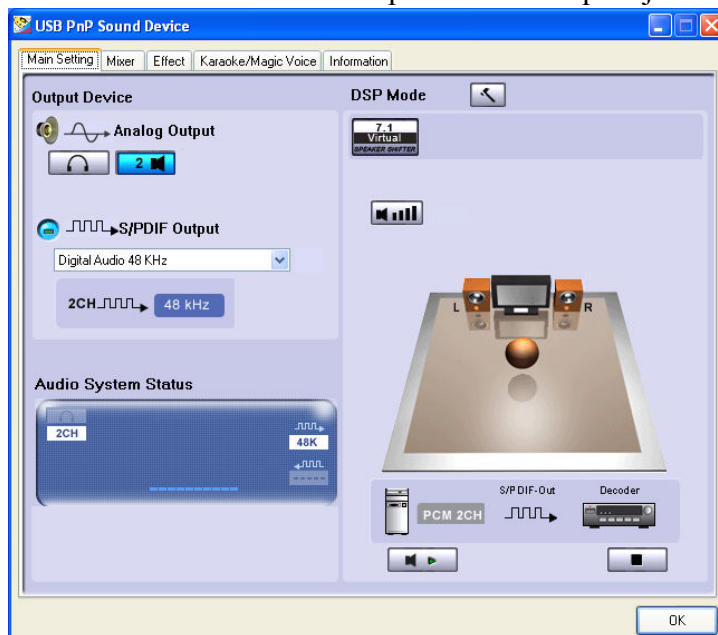 USB PnP Sound Device
Main Setting Mixer Effect Karaoke/Magic Voice Information
Output Device
Analog Output
2
S/PDIF Output
Digital Audio 48 KHz
2CH 48 kHz
Audio System Status
2CH
48K
-----
DSP Mode
7.1
Virtual
SPEAKER SHIFTER
L R
S/PDIF-Out Decoder
PCM 2CH
OK